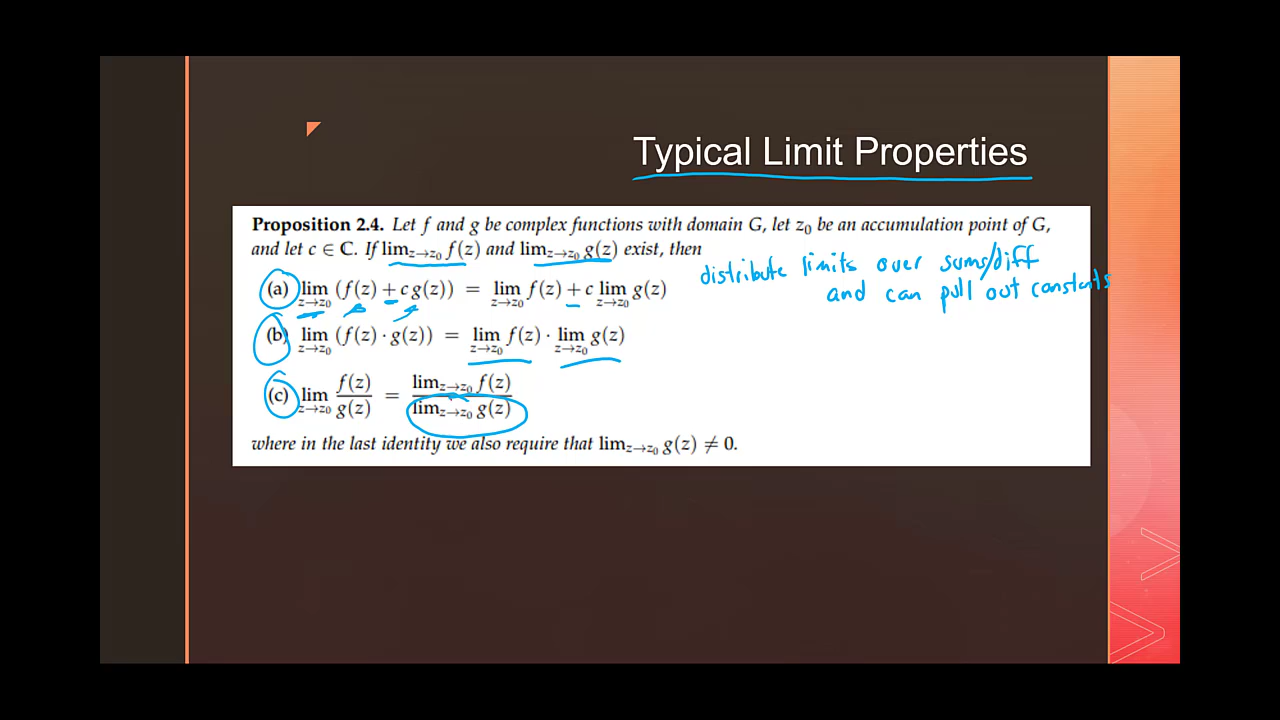 Typical Limit Properties
Proposition 2.4. Let f and g be complex functions with domain G, let z₀ be an accumulation point of G,
and let c ∈ ℂ. If lim_{z→z₀} f(z) and lim_{z→z₀} g(z) exist, then
distribute limits over sums/diff
and can pull out constants
(a) lim_{z→z₀} (f(z) + c g(z)) = lim_{z→z₀} f(z) + c lim_{z→z₀} g(z)
(b) lim_{z→z₀} (f(z) · g(z)) = lim_{z→z₀} f(z) · lim_{z→z₀} g(z)
(c) lim_{z→z₀} f(z)/g(z) = lim_{z→z₀} f(z) / lim_{z→z₀} g(z)
where in the last identity we also require that lim_{z→z₀} g(z) ≠ 0.